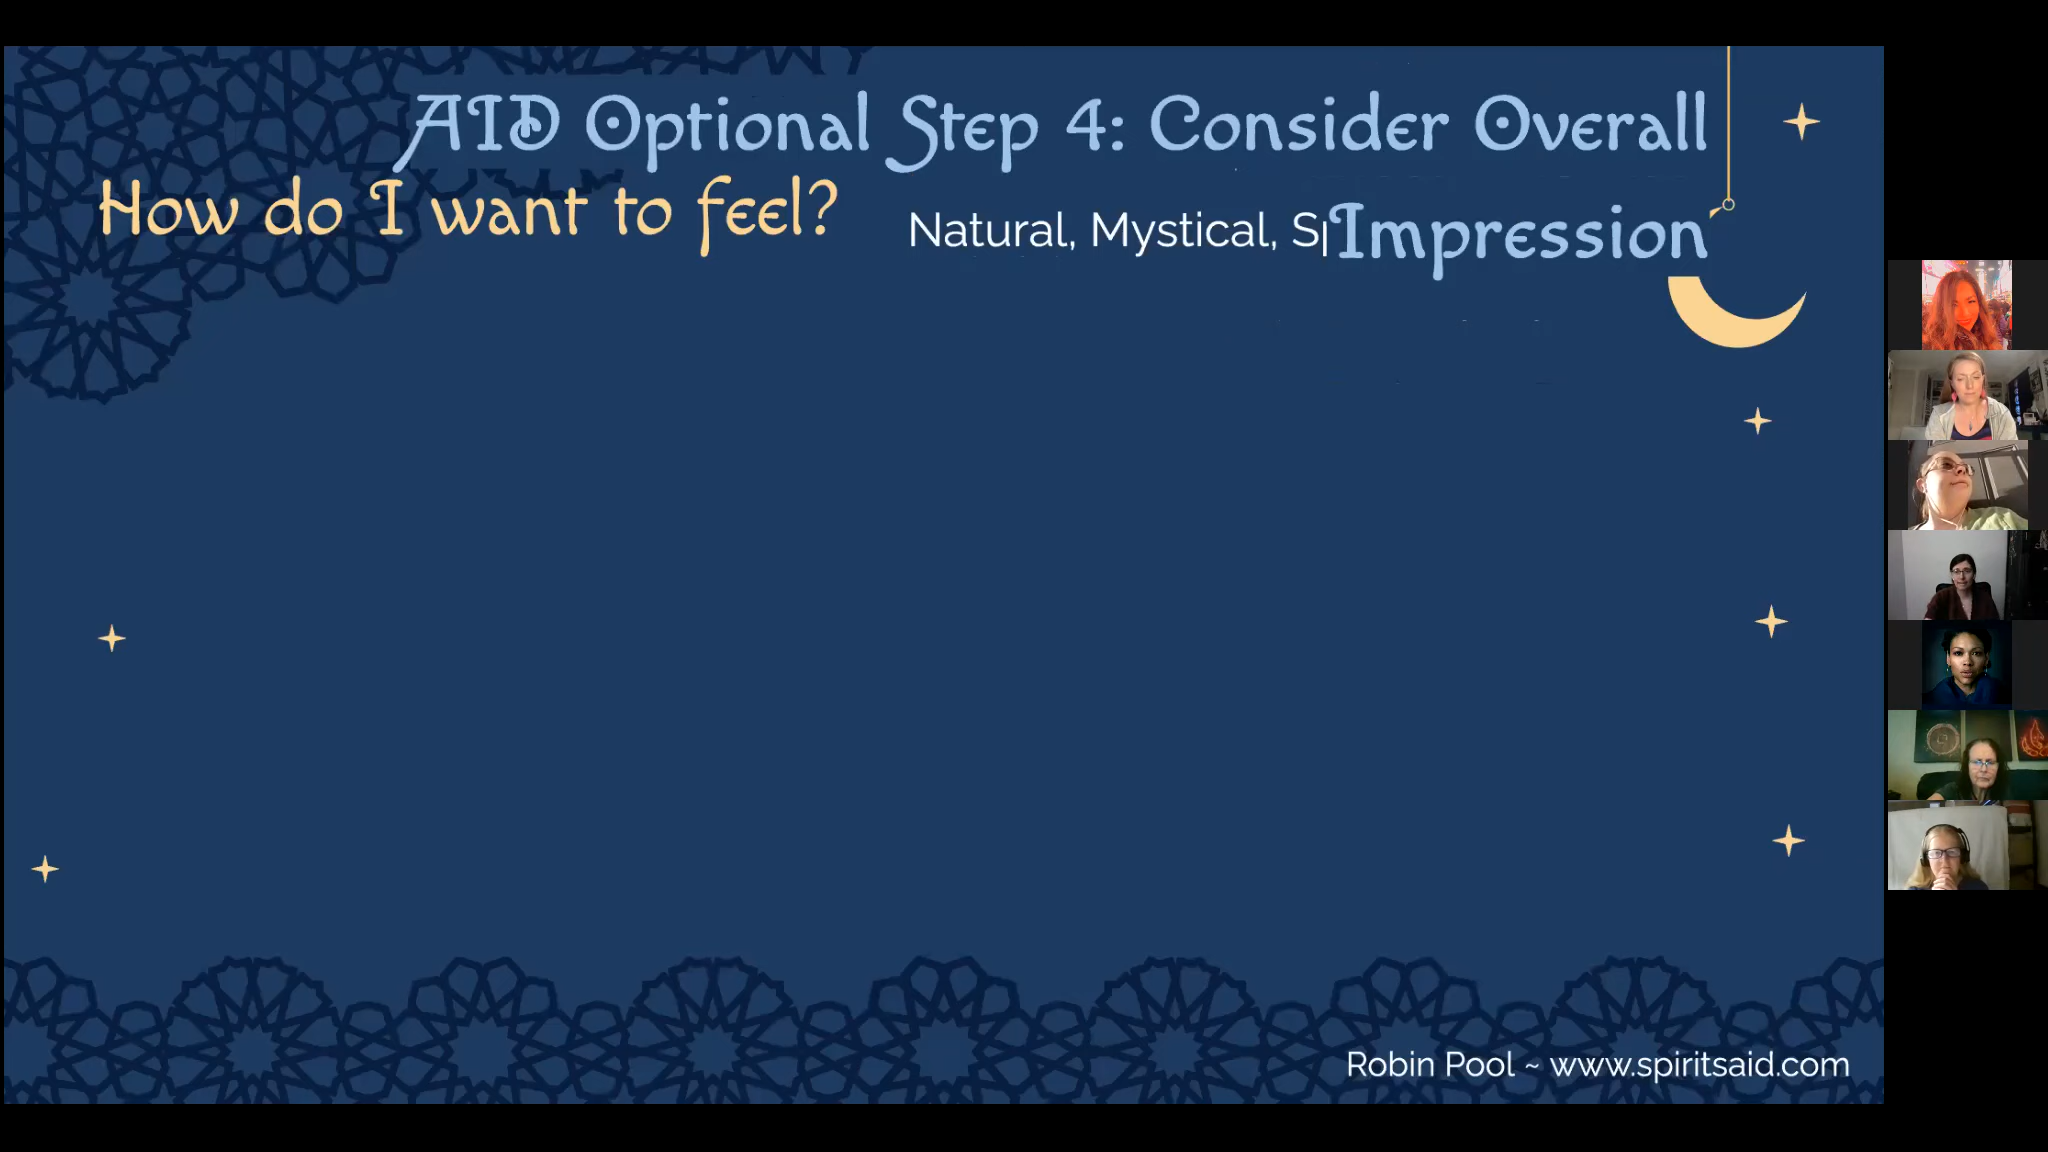 AID Optional Step 4: Consider Overall
Impression
How do I want to feel?
Natural, Mystical,
Robin Pool ~ www.spiritsaid.com